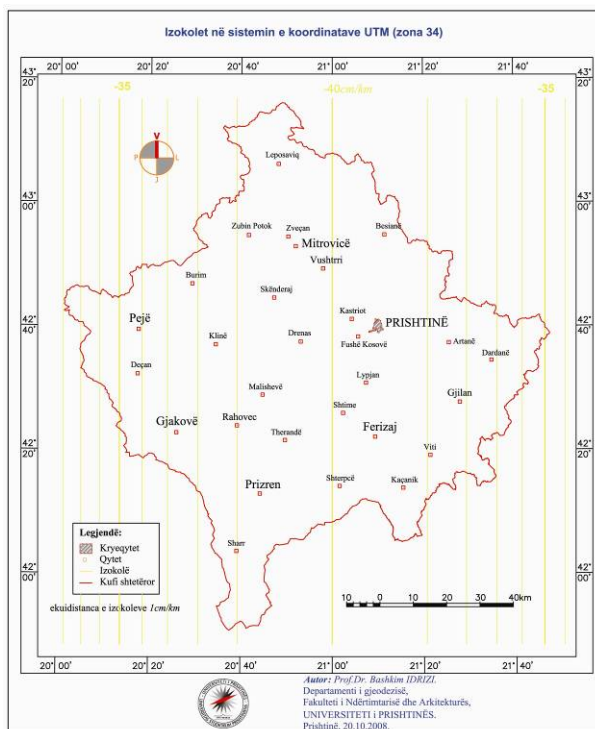 Izokolet në sistemin e koordinatave UTM (zona 34)
20° 00' 20° 20' 20° 40' 21° 00' 21° 20' 21° 40'
43° 20' 43° 20'
-35 -40cm/km -35
V
P L
J
Leposaviq
43° 00' 43° 00'
Zubin Potok Zveçan Besianë
Mitrovicë
Vushtrri
Burim
Skënderaj
Kastriot
Pejë PRISHTINË
42° 40' 42° 40'
Klinë Drenas Fushë Kosovë Artanë
Dardanë
Deçan
Lypjan
Malishevë
Gjilan
Shtime
Gjakovë Rahovec Ferizaj
Therandë
42° 20' 42° 20'
Viti
Prizren Shterpcë Kaçanik
Legjendë:
Kryeqytet
Qytet
Izokolë
Kufi shtetëror
Sharr
42° 00' 42° 00'
ekuidistanca e izokoleve 1cm/km
10 0 10 20 30 40km
20° 00' 20° 20' 20° 40' 21° 00' 21° 20' 21° 40'
Autor: Prof.Dr. Bashkim IDRIZI.
Departamenti i gjeodezisë,
Fakulteti i Ndërtimtarisë dhe Arkitekturës,
UNIVERSITETI i PRISHTINËS.
Prishtinë, 20.10.2008.